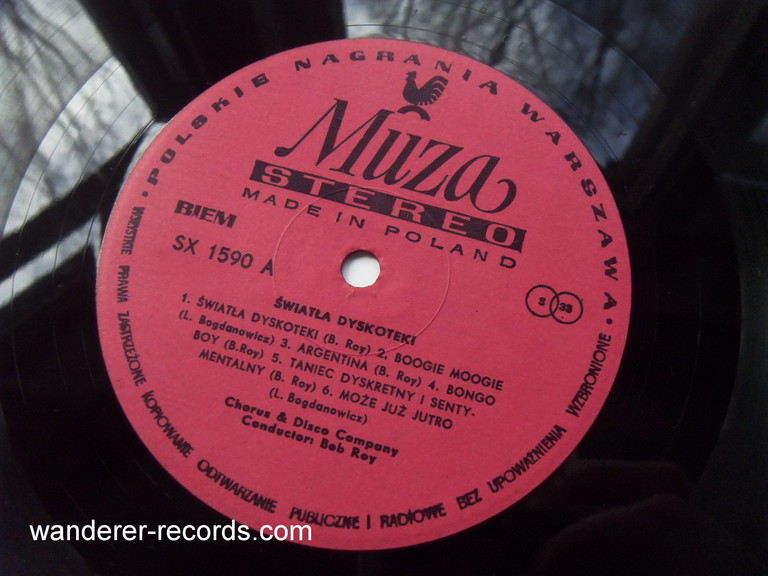 • POLSKIE NAGRANIA WARSZAWA •
Muza
STEREO
MADE IN POLAND
BIEM
SX 1590 A
S 33
ŚWIATŁA DYSKOTEKI
1. ŚWIATŁA DYSKOTEKI (B. Roy) 2. BOOGIE MOOGIE
(L. Bogdanowicz) 3. ARGENTINA (B. Roy) 4. BONGO
BOY (B.Roy) 5. TANIEC DYSKRETNY I SENTY-
MENTALNY (B. Roy) 6. MOŻE JUŻ JUTRO
(L. Bogdanowicz)
Chorus & Disco Company
Conductor: Bob Roy
WSZYSTKIE PRAWA ZASTRZEŻONE KOPIOWANIE ODTWARZANIE PUBLICZNE I RADIOWE BEZ UPOWAŻNIENIA WZBRONIONE
wanderer-records.com